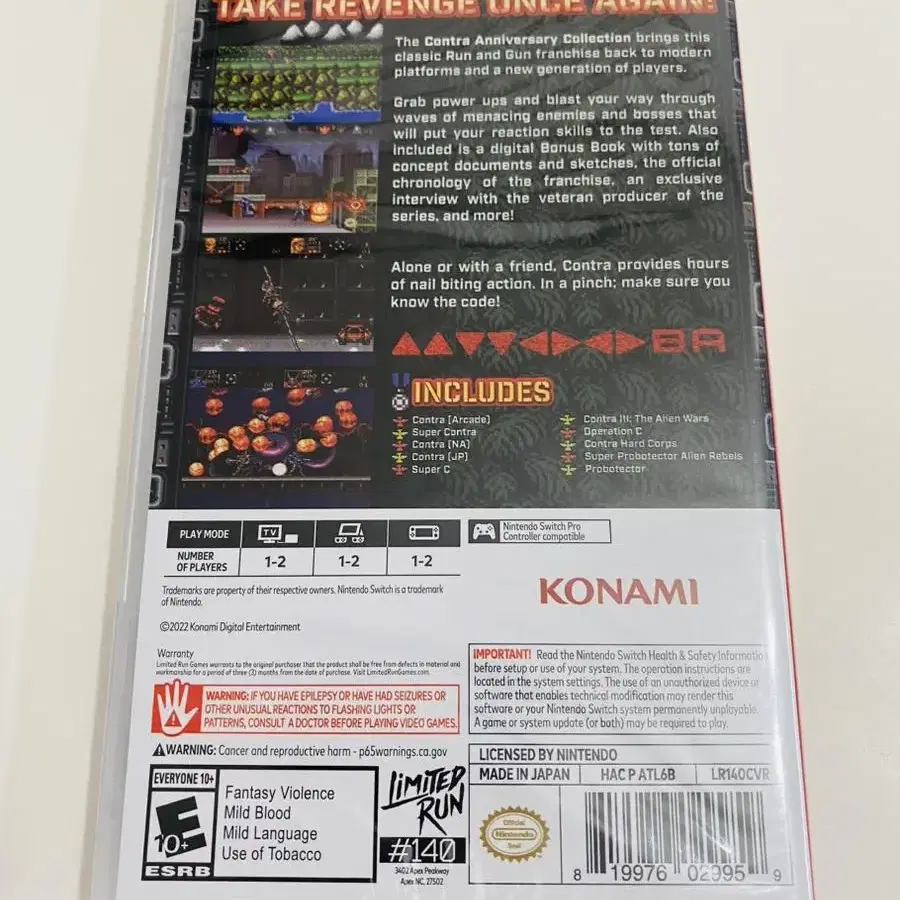 TAKE REVENGE ONCE AGAIN!
The Contra Anniversary Collection brings this
classic Run and Gun franchise back to modern
platforms and a new generation of players.
Grab power ups and blast your way through
waves of menacing enemies and bosses that
will put your reaction skills to the test. Also
included is a digital Bonus Book with tons of
concept documents and sketches, the official
chronology of the franchise, an exclusive
interview with the veteran producer of the
series, and more!
Alone or with a friend, Contra provides hours
of nail biting action. In a pinch; make sure you
know the code!
BA
INCLUDES
Contra (Arcade)
Super Contra
Contra (NA)
Contra (JP)
Super C
Contra III: The Alien Wars
Operation C
Contra Hard Corps
Super Probotector Alien Rebels
Probotector
PLAY MODE
TV
NUMBER
OF PLAYERS
1-2
1-2
1-2
Nintendo Switch Pro
Controller compatible
Trademarks are property of their respective owners. Nintendo Switch is a trademark
of Nintendo.
©2022 Konami Digital Entertainment
KONAMI
Warranty
Limited Run Games warrants to the original purchaser that the product shall be free from defects in material and
workmanship for a period of three (3) months from the date of purchase. Visit LimitedRunGames.com.
WARNING: IF YOU HAVE EPILEPSY OR HAVE HAD SEIZURES OR
OTHER UNUSUAL REACTIONS TO FLASHING LIGHTS OR
PATTERNS, CONSULT A DOCTOR BEFORE PLAYING VIDEO GAMES.
WARNING: Cancer and reproductive harm - p65warnings.ca.gov
IMPORTANT! Read the Nintendo Switch Health & Safety Informatio
before setup or use of your system. The operation instructions are
located in the system settings. The use of an unauthorized device or
software that enables technical modification may render this
software or your Nintendo Switch system permanently unplayable.
A game or system update (or both) may be required to play.
LICENSED BY NINTENDO
MADE IN JAPAN
HAC P ATL6B
LR140CVR
EVERYONE 10+
E
10+
ESRB
Fantasy Violence
Mild Blood
Mild Language
Use of Tobacco
LIMITED
RUN
#140
3402 Apex Peakway
Apex NC, 27502
Official
Nintendo
Seal
8 19976 02995 9